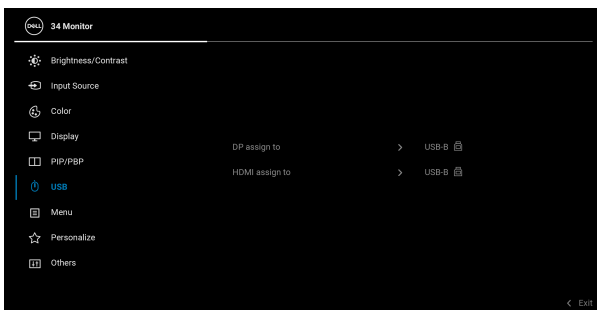 DELL 34 Monitor
Brightness/Contrast
Input Source
Color
Display
DP assign to USB-B
PIP/PBP
HDMI assign to USB-B
USB
Menu
Personalize
Others
Exit